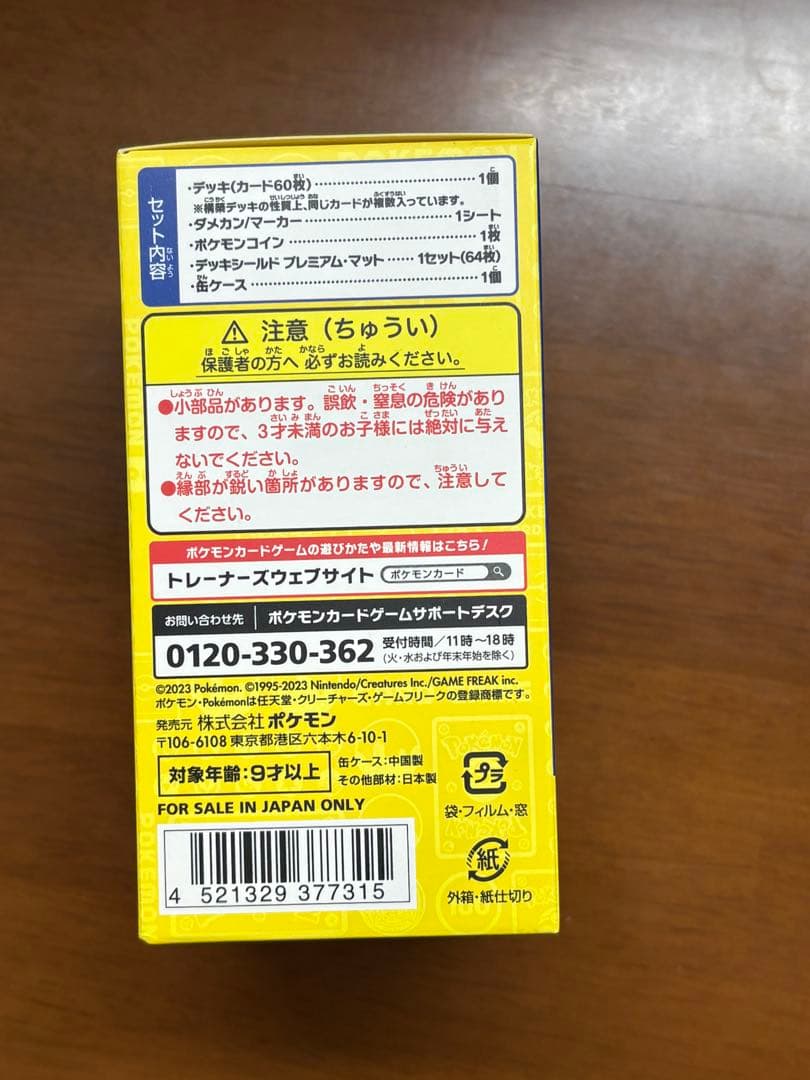 セット内容
・デッキ(カード60枚)……………………1個
※構築デッキの性質上、同じカードが複数入っています。
・ダメカン/マーカー……………………1シート
・ポケモンコイン……………………1枚
・デッキシールド プレミアム・マット……1セット(64枚)
・缶ケース……………………1個
⚠ 注意(ちゅうい)
保護者の方へ 必ずお読みください。
●小部品があります。誤飲・窒息の危険があり
ますので、3才未満のお子様には絶対に与え
ないでください。
●縁部が鋭い箇所がありますので、注意して
ください。
ポケモンカードゲームの遊びかたや最新情報はこちら!
トレーナーズウェブサイト ポケモンカード
お問い合わせ先 ポケモンカードゲームサポートデスク
0120-330-362 受付時間/11時~18時
(火・水および年末年始を除く)
©2023 Pokémon. ©1995-2023 Nintendo/Creatures Inc./GAME FREAK inc.
ポケモン・Pokémonは任天堂・クリーチャーズ・ゲームフリークの登録商標です。
発売元 株式会社ポケモン
〒106-6108 東京都港区六本木6-10-1
対象年齢:9才以上
缶ケース:中国製
その他部材:日本製
FOR SALE IN JAPAN ONLY
4 521329 377315
プラ
袋・フィルム・窓
紙
外箱・紙仕切り
POKEMON
POKEMON
Pokémon